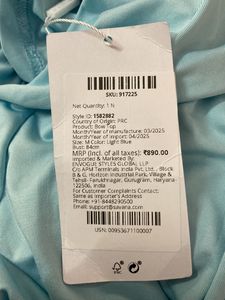 SKU: 917225
Net Quantity: 1 N
Style ID: 1582882
Country of Origin: PRC
Product: Bow Top
Month/Year of manufacture: 03/2025
Month/Year of import: 04/2025
Size: M Color: Light Blue
Bust: 84cm
MRP (Incl. of all taxes): ₹890.00
Imported & Marketed By:
ENVOGUE STYLES GLOBAL LLP
C/o APM Terminals India Pvt. Ltd. , Block
B & G, Horizon Industrial Park, Village &
Tehsil- Farukhnagar, Gurugram, Haryana-
122506, India
For Customer Complaints Contact:
Same as Importer's Address;
Phone: +91-8448290500
Email: support@savana.com
USN: 00953671100007
FSC